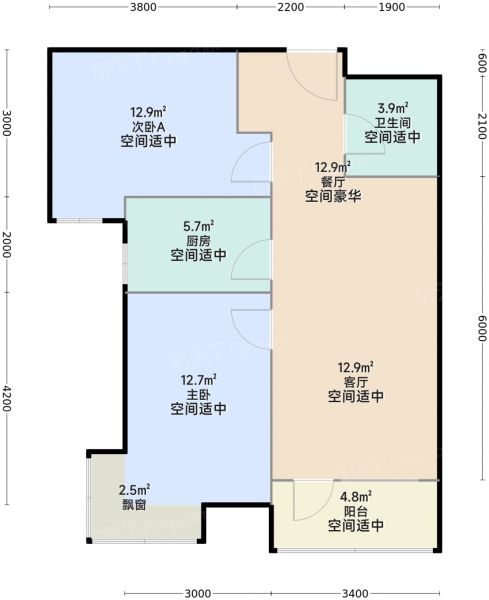 3800
2200
1900
600
3000
2100
12.9㎡
次卧A
空间适中
3.9㎡
卫生间
空间适中
12.9㎡
餐厅
空间豪华
5.7㎡
厨房
空间适中
2000
6000
12.7㎡
主卧
空间适中
12.9㎡
客厅
空间适中
4200
2.5㎡
飘窗
4.8㎡
阳台
空间适中
3000
3400